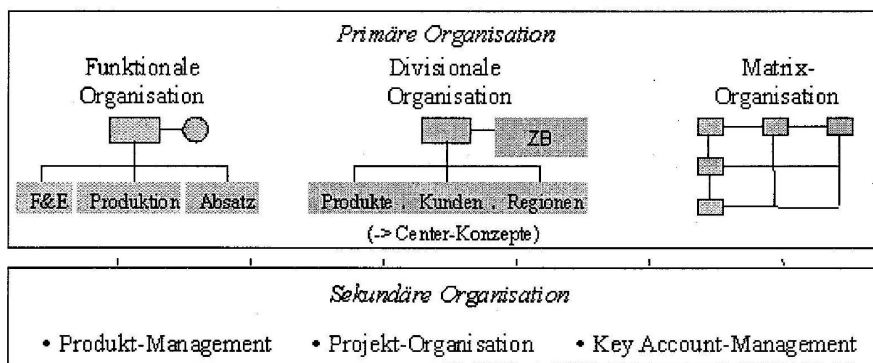 Primäre Organisation
Funktionale
Organisation
Divisionale
Organisation
Matrix-
Organisation
ZB
F&E Produktion Absatz
Produkte . Kunden . Regionen
(-> Center-Konzepte)
Sekundäre Organisation
• Produkt-Management • Projekt-Organisation • Key Account-Management